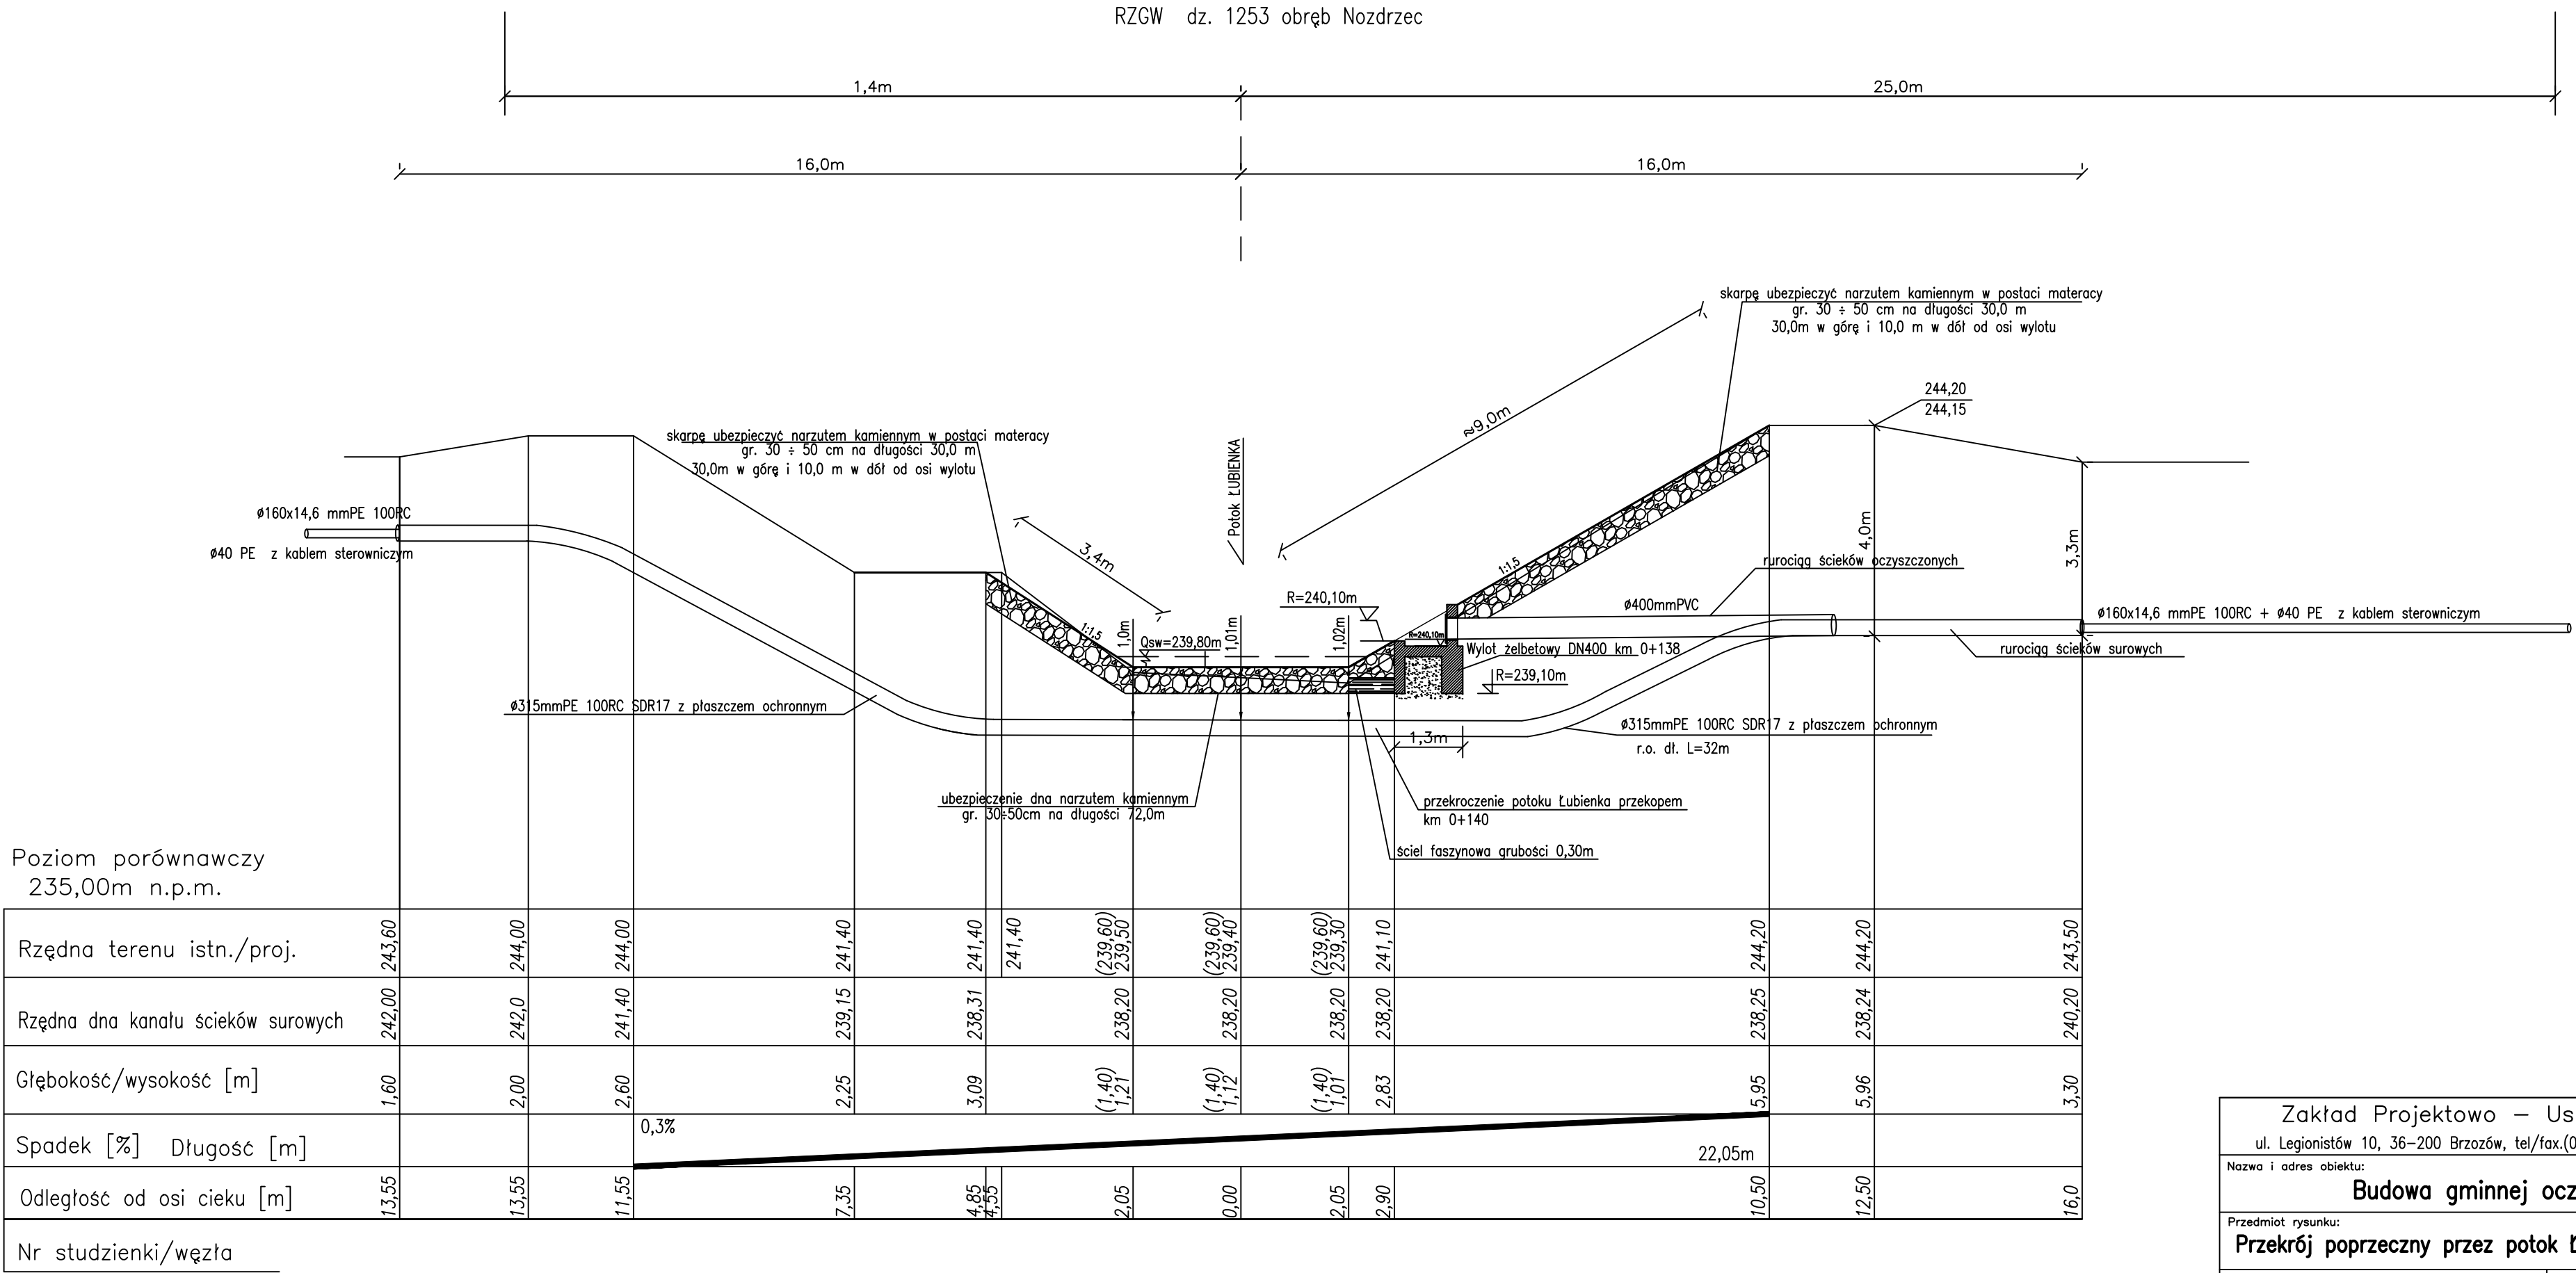 RZGW dz. 1253 obręb Nozdrzec
1,4m
25,0m
16,0m
16,0m
skarpę ubezpieczyć narzutem kamiennym w postaci materacy
gr. 30 ÷ 50 cm na długości 30,0 m
30,0m w górę i 10,0 m w dół od osi wylotu
≈9,0m
244,20
244,15
skarpę ubezpieczyć narzutem kamiennym w postaci materacy
gr. 30 ÷ 50 cm na długości 30,0 m
30,0m w górę i 10,0 m w dół od osi wylotu
Potok ŁUBIENKA
ø160x14,6 mmPE 100RC
ø40 PE z kablem sterowniczym
3,4m
1:1,5
1:1,5
4,0m
3,3m
rurociąg ścieków oczyszczonych
R=240,10m
ø400mmPVC
ø160x14,6 mmPE 100RC + ø40 PE z kablem sterowniczym
1,0m
Qsw=239,80m
1,01m
1,02m
R=240,10m
Wylot żelbetowy DN400 km 0+138
rurociąg ścieków surowych
R=239,10m
ø315mmPE 100RC SDR17 z płaszczem ochronnym
ø315mmPE 100RC SDR17 z płaszczem ochronnym
r.o. dł. L=32m
1,3m
ubezpieczenie dna narzutem kamiennym
gr. 30÷50cm na długości 72,0m
przekroczenie potoku Łubienka przekopem
km 0+140
ściel faszynowa grubości 0,30m
Poziom porównawczy
235,00m n.p.m.
Rzędna terenu istn./proj. 243,60 244,00 244,00 241,40 241,40 241,40 (239,60) 239,50 (239,60) 239,40 (239,60) 239,30 241,10 244,20 244,20 243,50
Rzędna dna kanału ścieków surowych 242,00 242,0 241,40 239,15 238,31 238,20 238,20 238,20 238,20 238,25 238,24 240,20
Głębokość/wysokość [m] 1,60 2,00 2,60 2,25 3,09 (1,40) 1,21 (1,40) 1,12 (1,40) 1,01 2,83 5,95 5,96 3,30
Spadek [%] Długość [m] 0,3% 22,05m
Odległość od osi cieku [m] 13,55 13,55 11,55 7,35 4,85 4,55 2,05 0,00 2,05 2,90 10,50 12,50 16,0
Nr studzienki/węzła
Zakład Projektowo – Us
ul. Legionistów 10, 36–200 Brzozów, tel/fax.(0
Nazwa i adres obiektu:
Budowa gminnej ocz
Przedmiot rysunku:
Przekrój poprzeczny przez potok